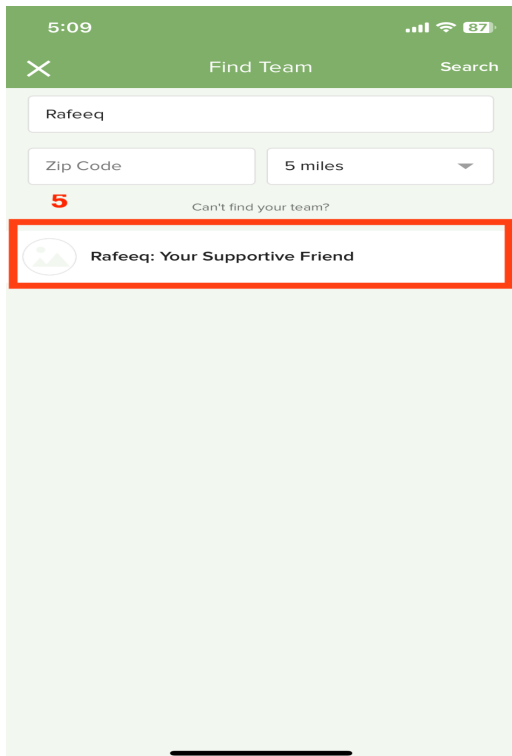 5:09 87
Find Team Search
Rafeeq
Zip Code 5 miles
5 Can't find your team?
Rafeeq: Your Supportive Friend